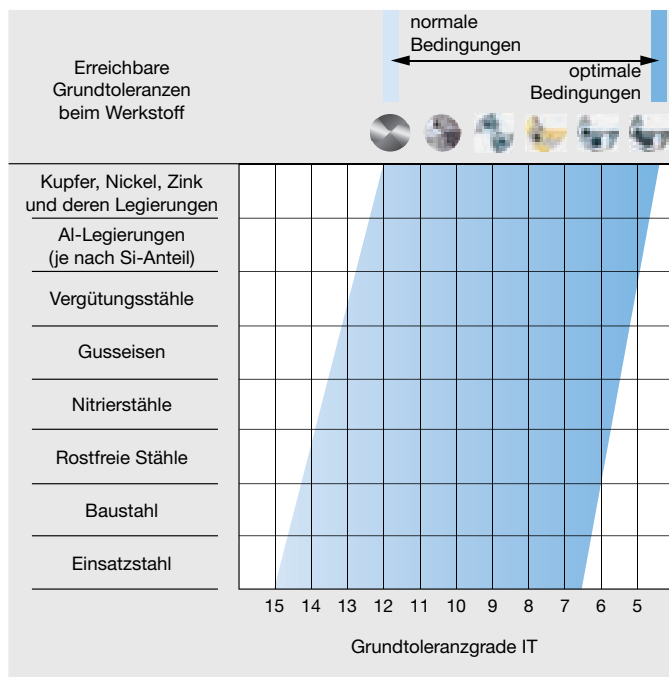 Erreichbare
Grundtoleranzen
beim Werkstoff
normale
Bedingungen
optimale
Bedingungen
Kupfer, Nickel, Zink
und deren Legierungen
Al-Legierungen
(je nach Si-Anteil)
Vergütungsstähle
Gusseisen
Nitrierstähle
Rostfreie Stähle
Baustahl
Einsatzstahl
15 14 13 12 11 10 9 8 7 6 5
Grundtoleranzgrade IT